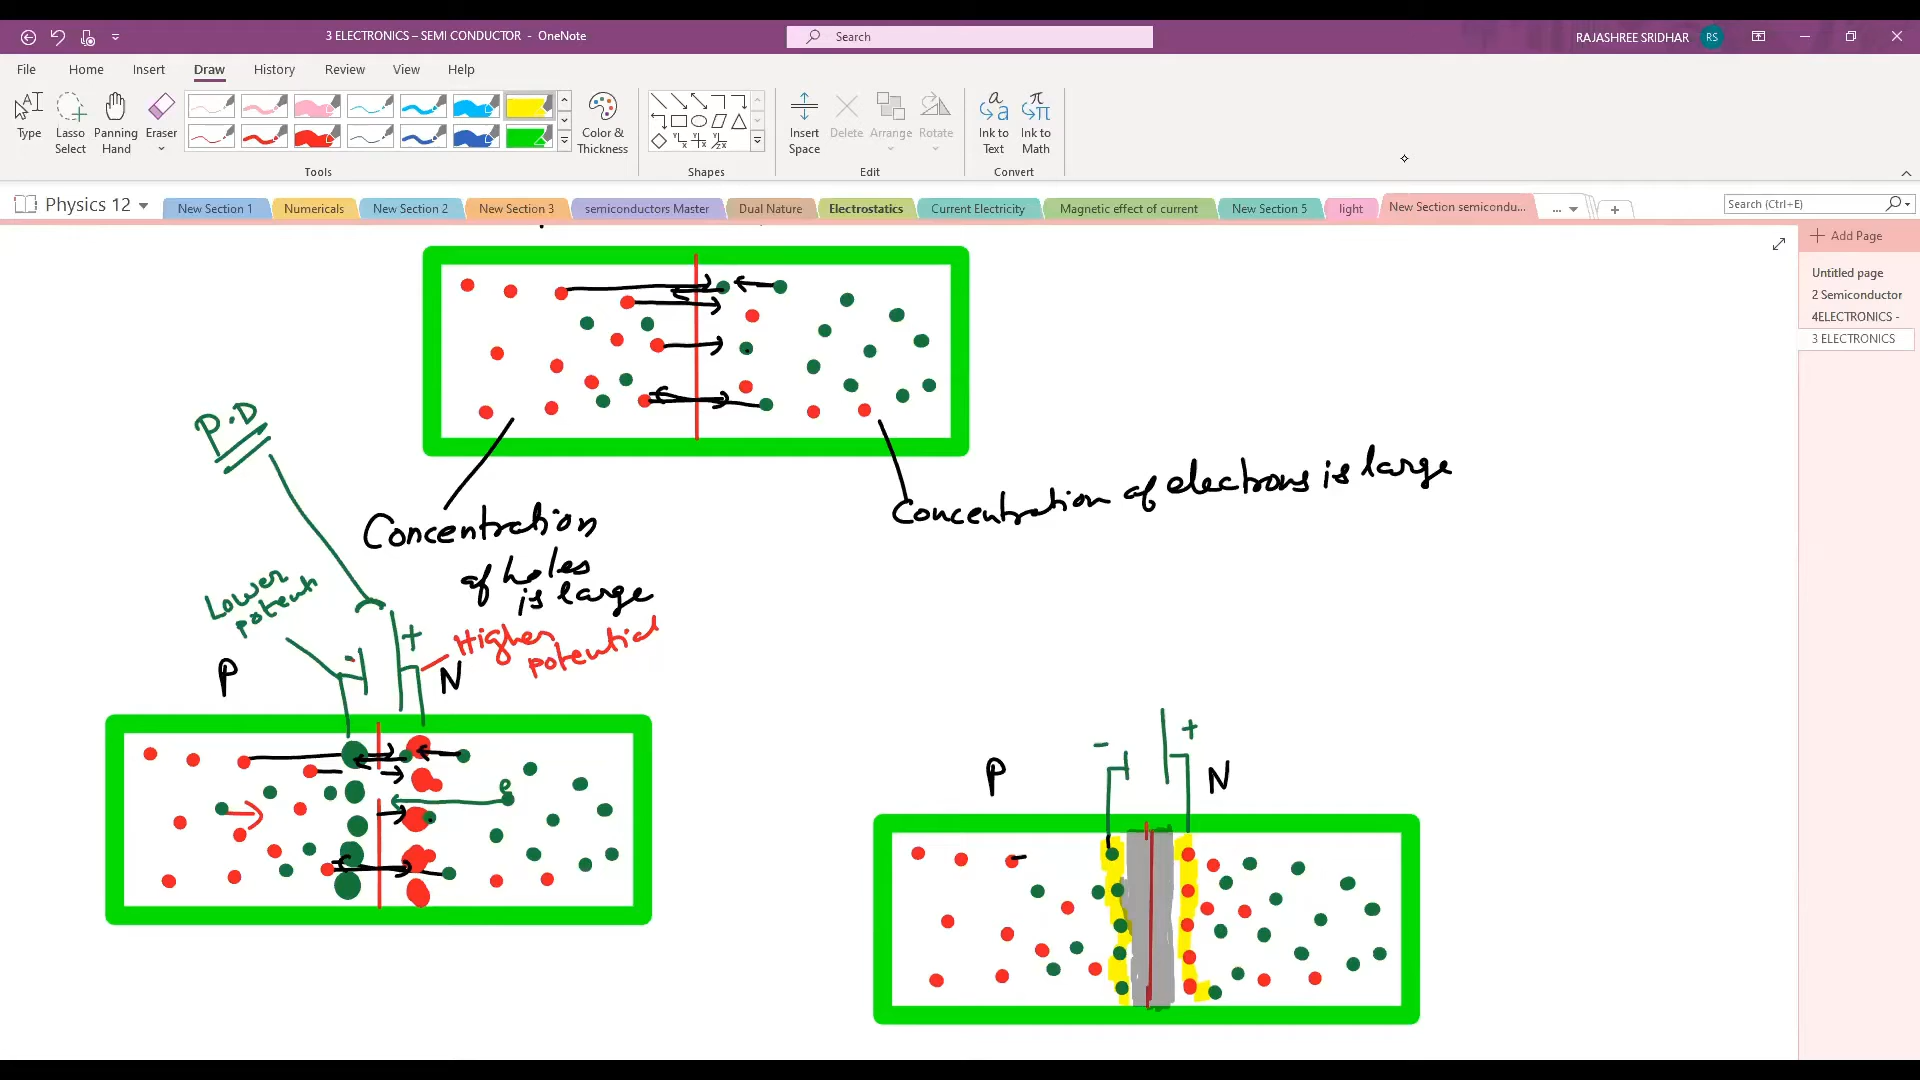 3 ELECTRONICS – SEMI CONDUCTOR - OneNote
Search
RAJASHREE SRIDHAR
RS
File
Home
Insert
Draw
History
Review
View
Help
Type
Lasso
Select
Panning
Hand
Eraser
Color &
Thickness
Insert
Space
Delete
Arrange
Rotate
Ink to
Text
Ink to
Math
Tools
Shapes
Edit
Convert
Physics 12
New Section 1
Numericals
New Section 2
New Section 3
semiconductors Master
Dual Nature
Electrostatics
Current Electricity
Magnetic effect of current
New Section 5
light
New Section semicondu...
...
Search (Ctrl+E)
Add Page
Untitled page
2 Semiconductor
4ELECTRONICS -
3 ELECTRONICS
P.D
Concentration of electrons is large
Concentration
of holes
is large
Lower
potent
Higher
potential
- +
P N
e
- +
P N